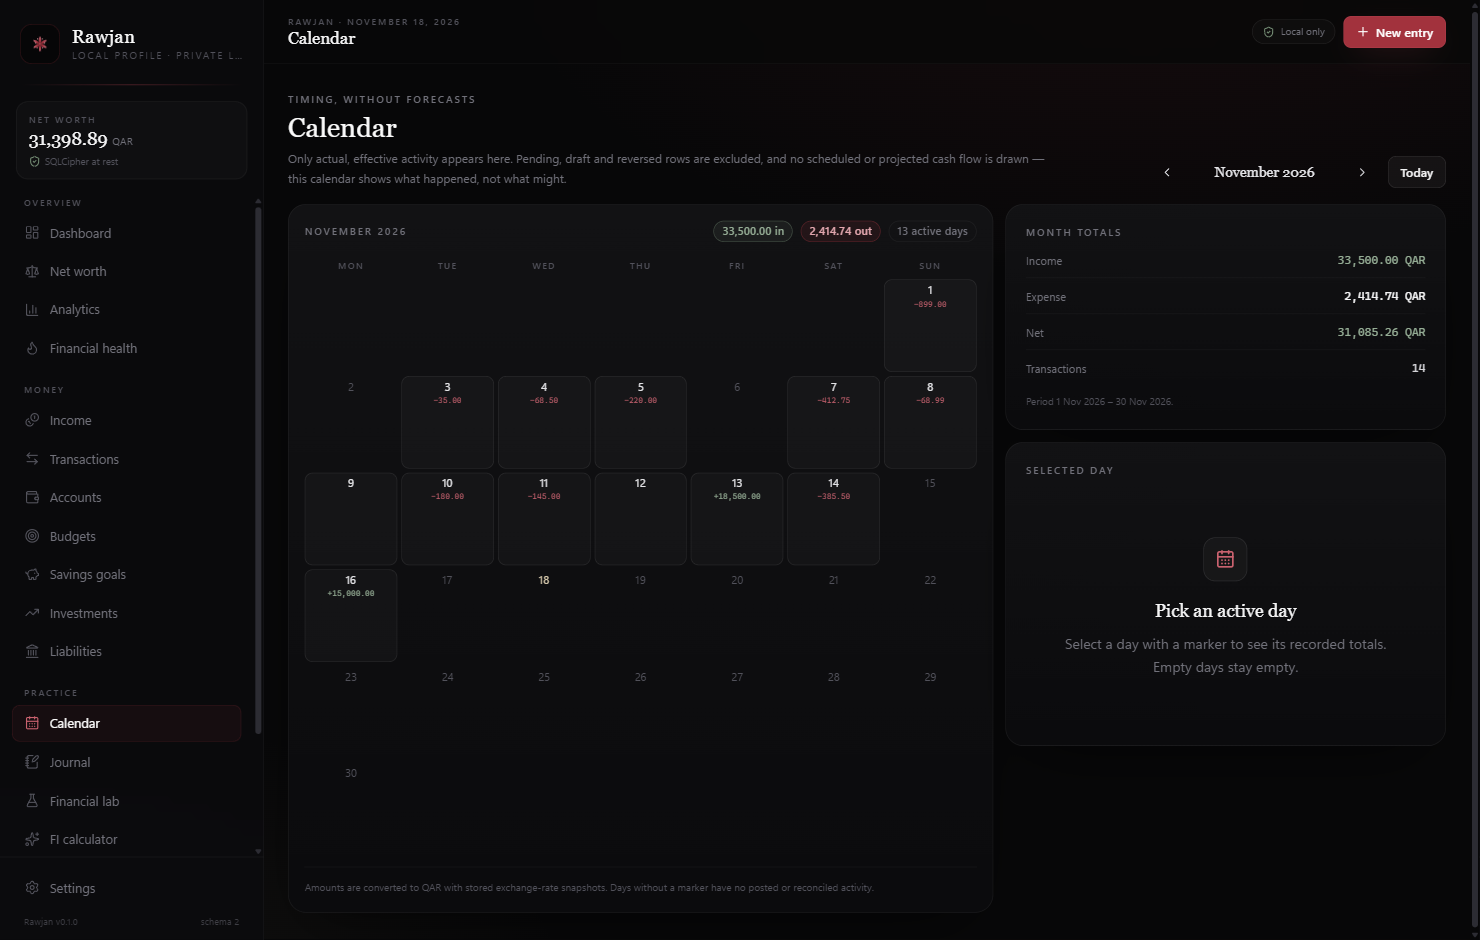 Rawjan
LOCAL PROFILE · PRIVATE L...
NET WORTH
31,398.89 QAR
SQLCipher at rest
OVERVIEW
Dashboard
Net worth
Analytics
Financial health
MONEY
Income
Transactions
Accounts
Budgets
Savings goals
Investments
Liabilities
PRACTICE
Calendar
Journal
Financial lab
FI calculator
Settings
Rawjan v0.1.0 schema 2
RAWJAN · NOVEMBER 18, 2026
Calendar
Local only
New entry
TIMING, WITHOUT FORECASTS
Calendar
Only actual, effective activity appears here. Pending, draft and reversed rows are excluded, and no scheduled or projected cash flow is drawn —
this calendar shows what happened, not what might.
November 2026
Today
NOVEMBER 2026
33,500.00 in 2,414.74 out 13 active days
MON TUE WED THU FRI SAT SUN
1
−899.00
2 3 4 5 6 7 8
−35.00 −68.50 −220.00 −412.75 −68.99
9 10 11 12 13 14 15
−180.00 −145.00 +18,500.00 −385.50
16 17 18 19 20 21 22
+15,000.00
23 24 25 26 27 28 29
30
Amounts are converted to QAR with stored exchange-rate snapshots. Days without a marker have no posted or reconciled activity.
MONTH TOTALS
Income 33,500.00 QAR
Expense 2,414.74 QAR
Net 31,085.26 QAR
Transactions 14
Period 1 Nov 2026 – 30 Nov 2026.
SELECTED DAY
Pick an active day
Select a day with a marker to see its recorded totals.
Empty days stay empty.